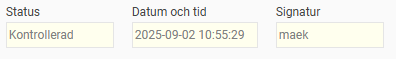 Status Datum och tid Signatur
Kontrollerad 2025-09-02 10:55:29 maek